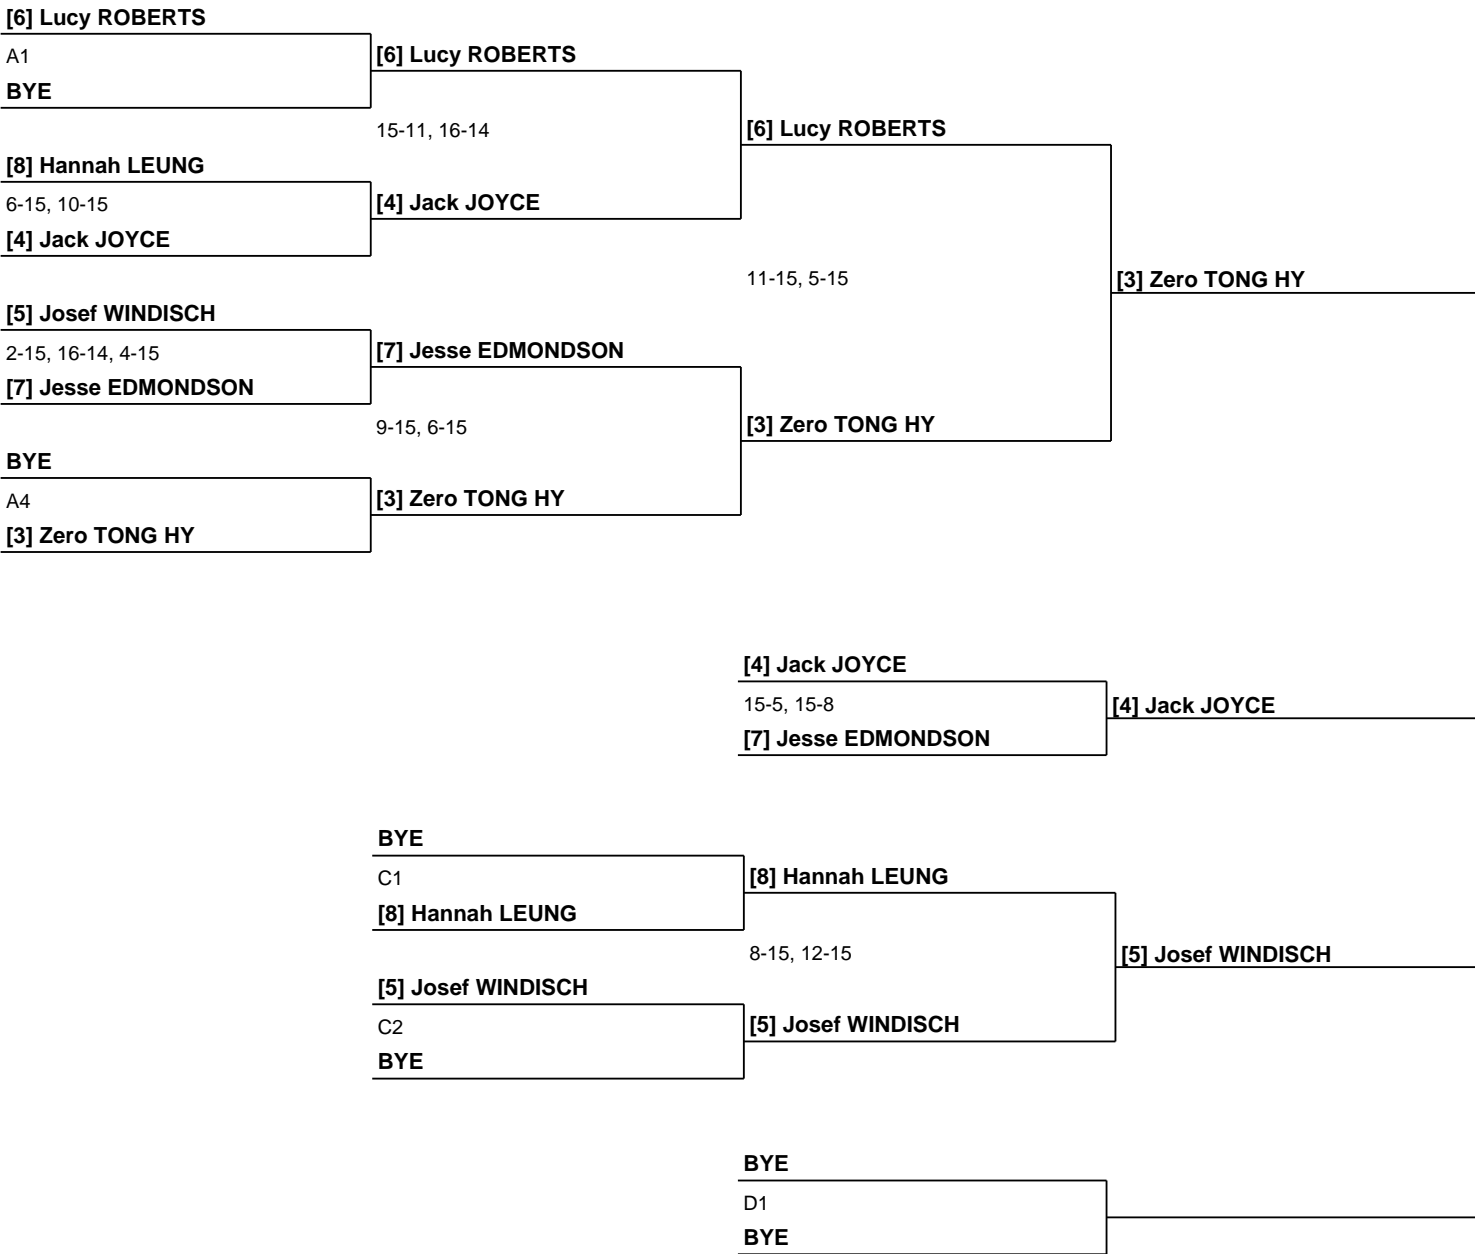 [6] Lucy ROBERTS
A1
[6] Lucy ROBERTS
BYE
15-11, 16-14
[6] Lucy ROBERTS
[8] Hannah LEUNG
6-15, 10-15
[4] Jack JOYCE
[4] Jack JOYCE
11-15, 5-15
[3] Zero TONG HY
[5] Josef WINDISCH
2-15, 16-14, 4-15
[7] Jesse EDMONDSON
[7] Jesse EDMONDSON
9-15, 6-15
[3] Zero TONG HY
BYE
A4
[3] Zero TONG HY
[3] Zero TONG HY
[4] Jack JOYCE
15-5, 15-8
[4] Jack JOYCE
[7] Jesse EDMONDSON
BYE
C1
[8] Hannah LEUNG
[8] Hannah LEUNG
8-15, 12-15
[5] Josef WINDISCH
[5] Josef WINDISCH
C2
[5] Josef WINDISCH
BYE
BYE
D1
BYE